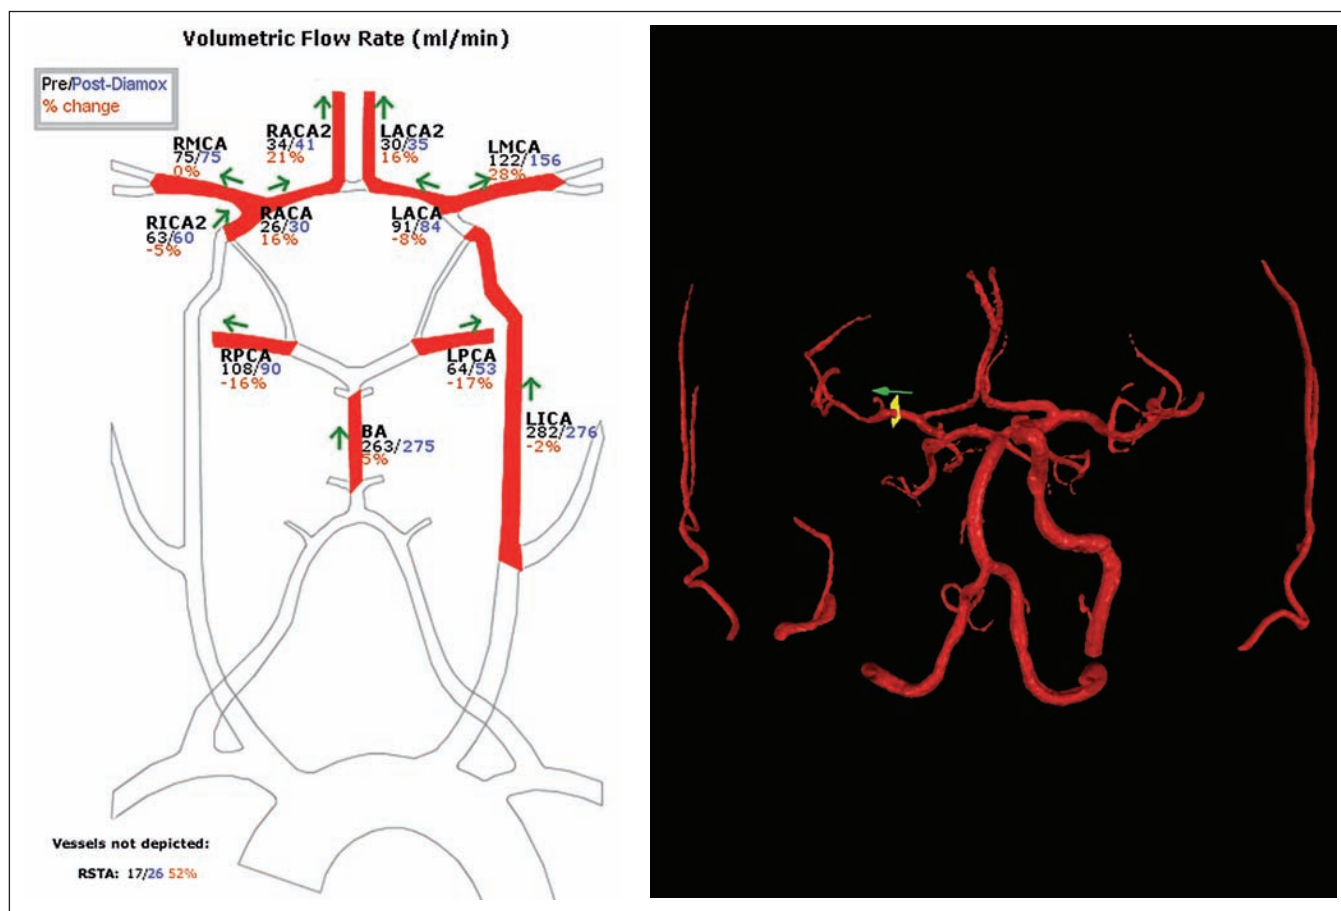 Volumetric Flow Rate (ml/min)
Pre/Post-Diamox
% change
RACA2
34/41
21%
LACA2
30/35
16%
RMCA
75/75
0%
LMCA
122/156
28%
RICA2
63/60
-5%
RACA
26/30
16%
LACA
91/84
-8%
RPCA
108/90
-16%
LPCA
64/53
-17%
BA
263/275
5%
LICA
282/276
-2%
Vessels not depicted:
RSTA: 17/26 52%